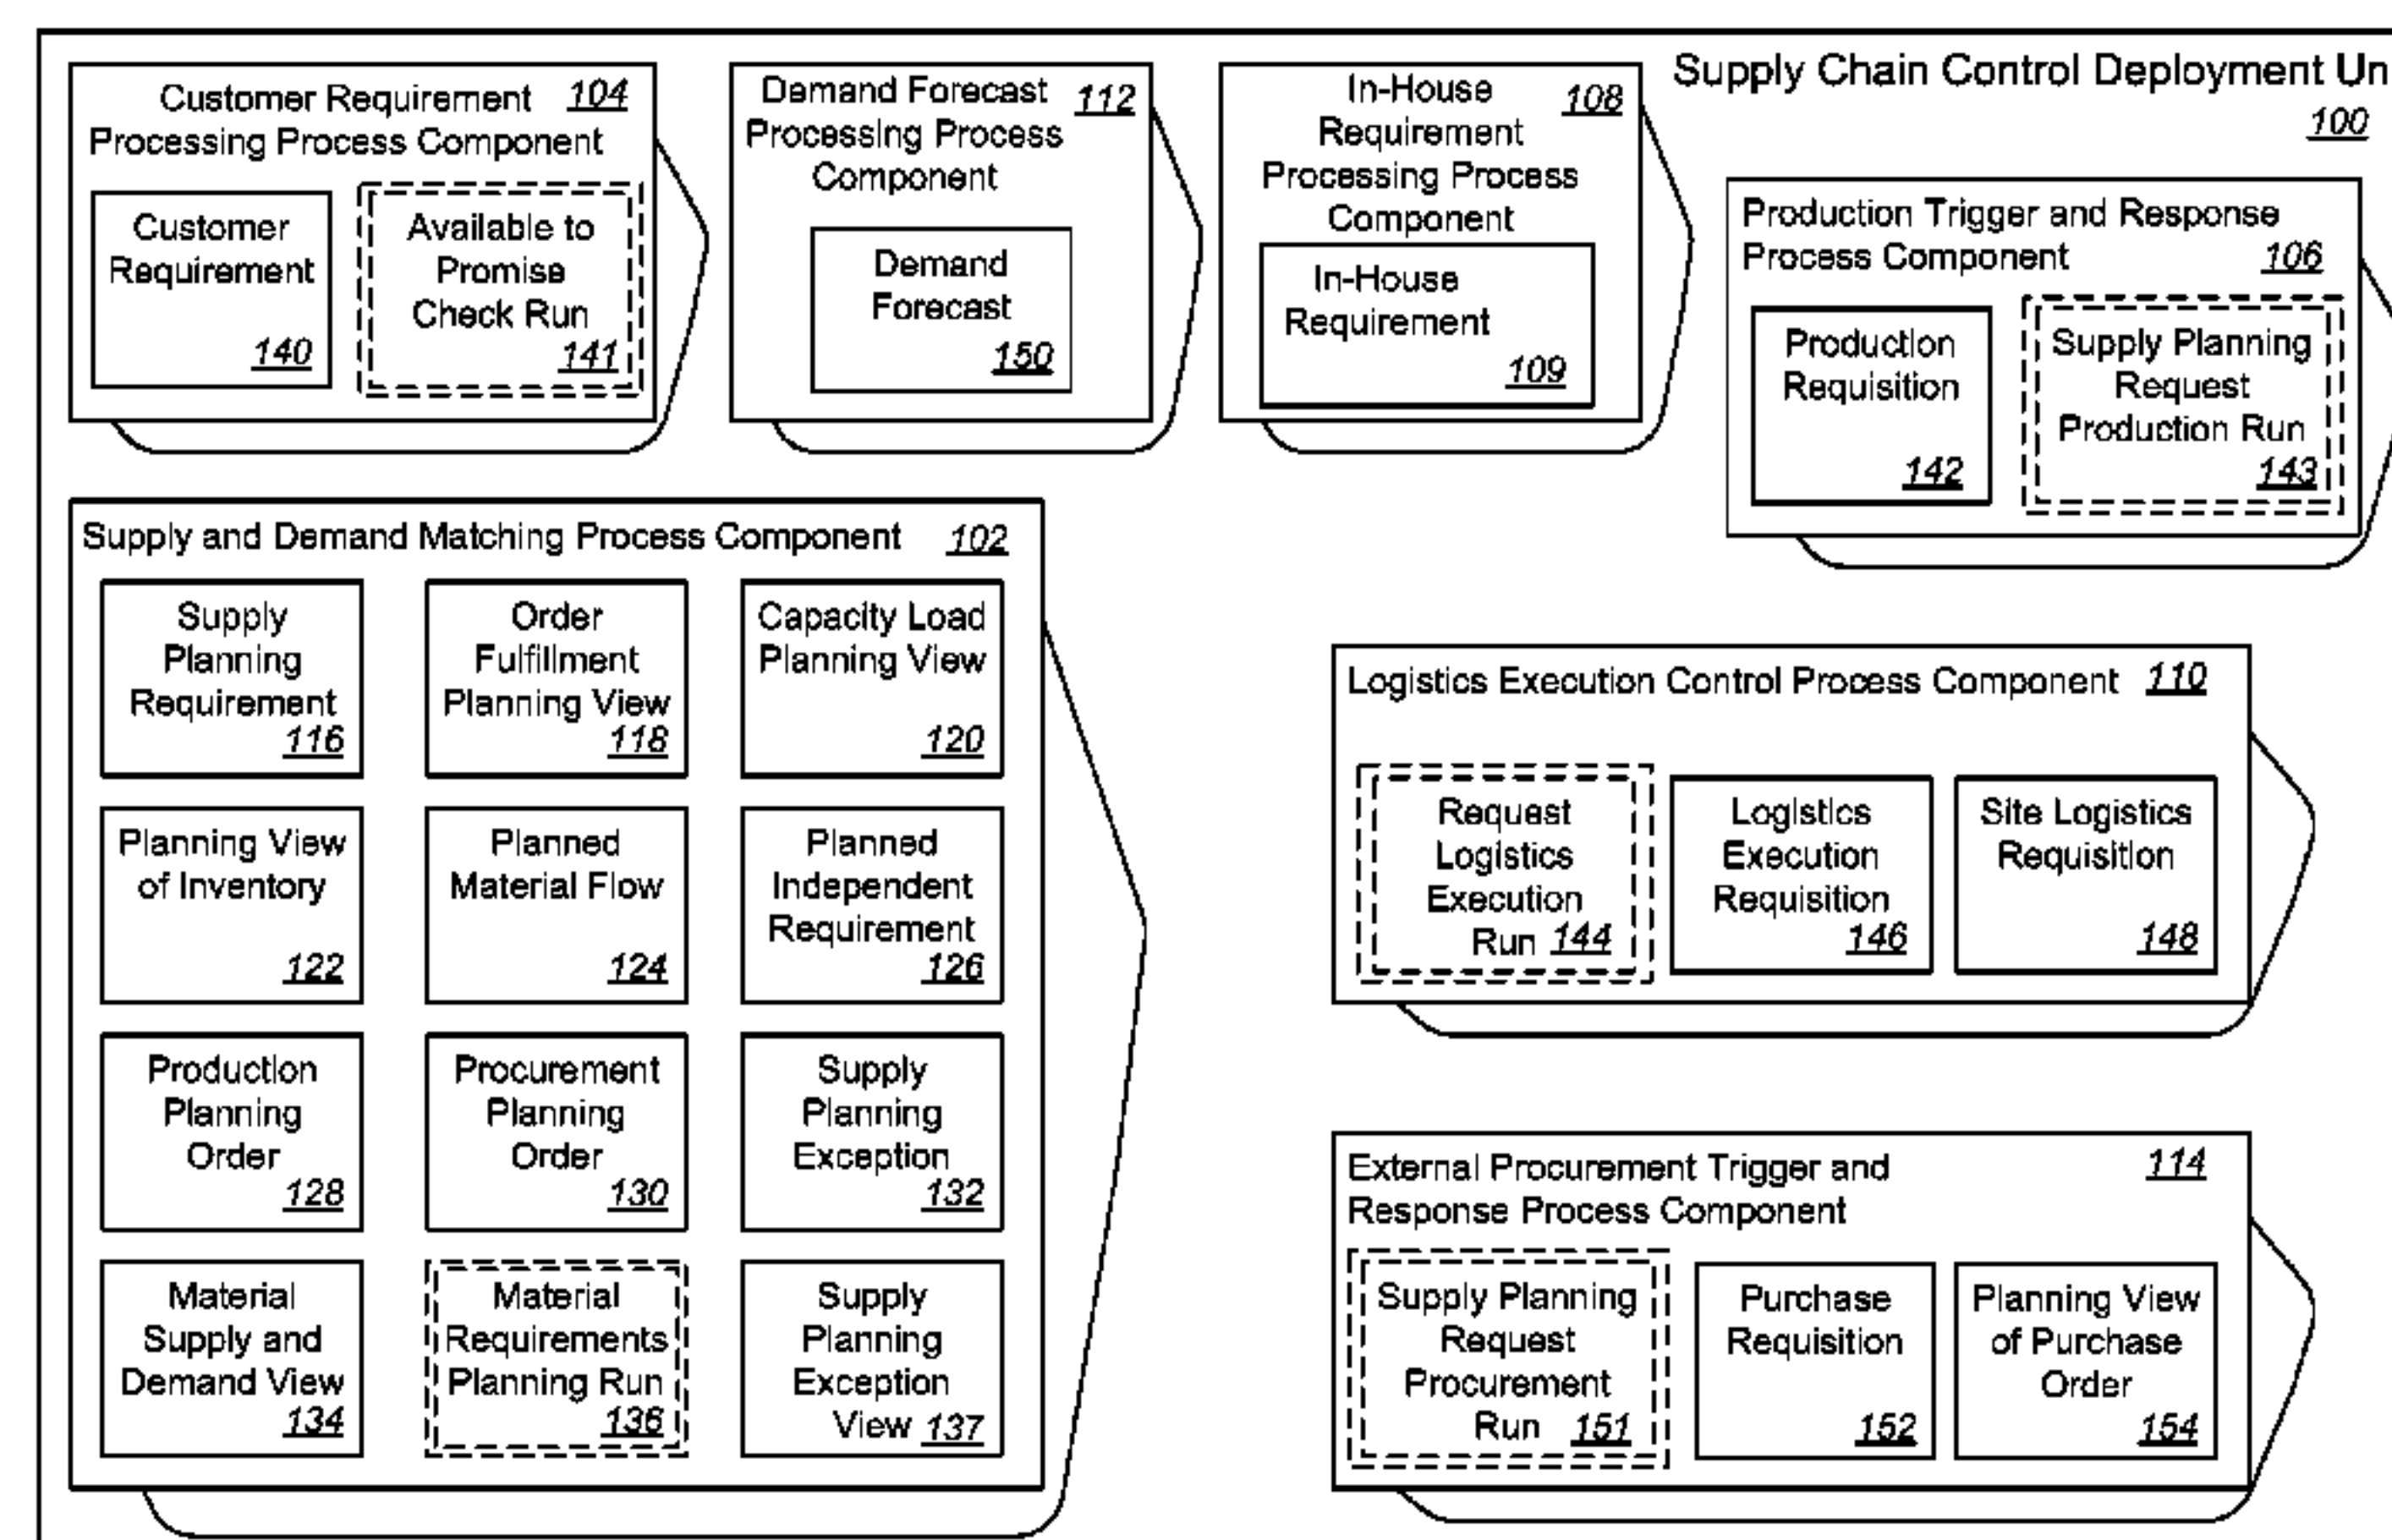 Supply Chain Control Deployment Un
100
Customer Requirement 104
Processing Process Component
Customer
Requirement
140
Available to
Promise
Check Run
141
Demand Forecast 112
Processing Process
Component
Demand
Forecast
150
In-House 108
Requirement
Processing Process
Component
In-House
Requirement
109
Production Trigger and Response
Process Component 106
Production
Requisition
142
Supply Planning
Request
Production Run
143
Supply and Demand Matching Process Component 102
Supply
Planning
Requirement
116
Order
Fulfillment
Planning View
118
Capacity Load
Planning View
120
Planning View
of Inventory
122
Planned
Material Flow
124
Planned
Independent
Requirement
126
Production
Planning
Order
128
Procurement
Planning
Order
130
Supply
Planning
Exception
132
Material
Supply and
Demand View
134
Material
Requirements
Planning Run
136
Supply
Planning
Exception
View 137
Logistics Execution Control Process Component 110
Request
Logistics
Execution
Run 144
Logistics
Execution
Requisition
146
Site Logistics
Requisition
148
External Procurement Trigger and 114
Response Process Component
Supply Planning
Request
Procurement
Run 151
Purchase
Requisition
152
Planning View
of Purchase
Order
154